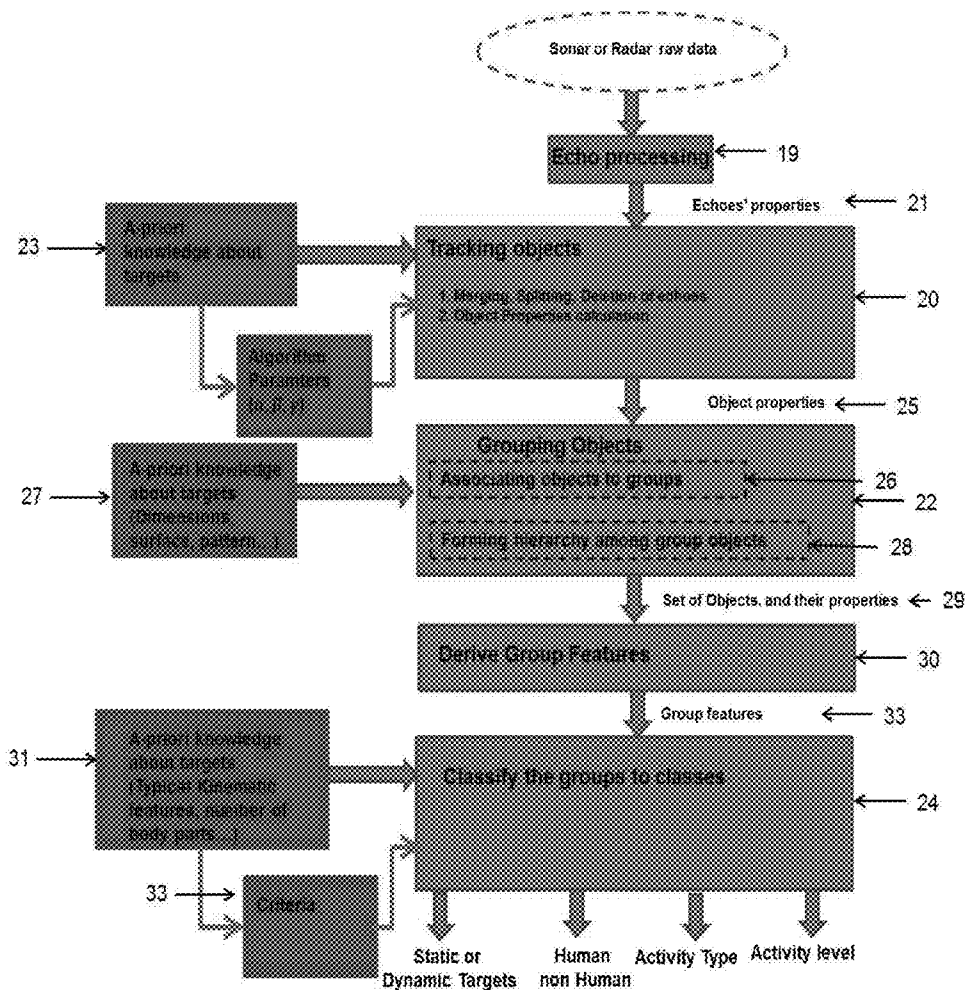 Sonar or Radar raw data
Echo processing
19
Echoes' properties
21
23
A-priori
knowledge about
targets
Tracking objects
1. Merging, Splitting, Deletion of echoes
2. Object Properties calculation
20
Algorithm
Paramters
(α, β, γ)
Object properties
25
27
A-priori knowledge
about targets
(Dimensions,
surface, pattern...)
Grouping Objects
Associating objects to groups
26
22
Forming hierarchy among group objects
28
Set of Objects, and their properties
29
Derive Group Features
30
Group features
33
31
A-priori knowledge
about targets
(Typical Kinematic
features, number of
body parts...)
Classify the groups to classes
24
33
Criteria
Static or
Dynamic Targets
Human
non Human
Activity Type
Activity level